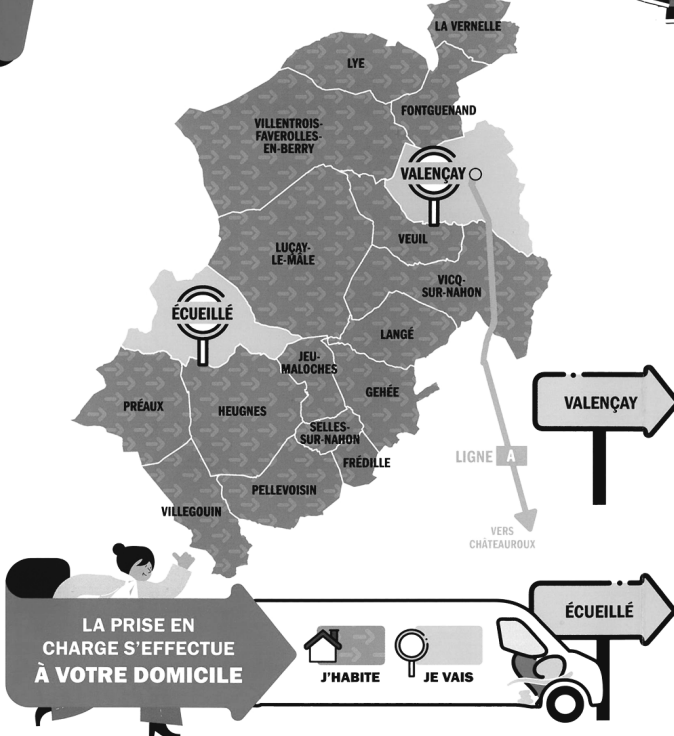 LA VERNELLE
LYE
FONTGUENAND
VILLENTROIS-
FAVEROLLES-
EN-BERRY
VALENÇAY
VEUIL
LUÇAY-
LE-MÂLE
VICQ-
SUR-NAHON
ÉCUEILLÉ
LANGÉ
JEU-
MALOCHES
GEHÉE
PRÉAUX
HEUGNES
VALENÇAY
SELLES-
SUR-NAHON
FRÉDILLE
LIGNE A
PELLEVOISIN
VILLEGOUIN
VERS
CHÂTEAUROUX
ÉCUEILLÉ
LA PRISE EN
CHARGE S'EFFECTUE
À VOTRE DOMICILE
J'HABITE
JE VAIS